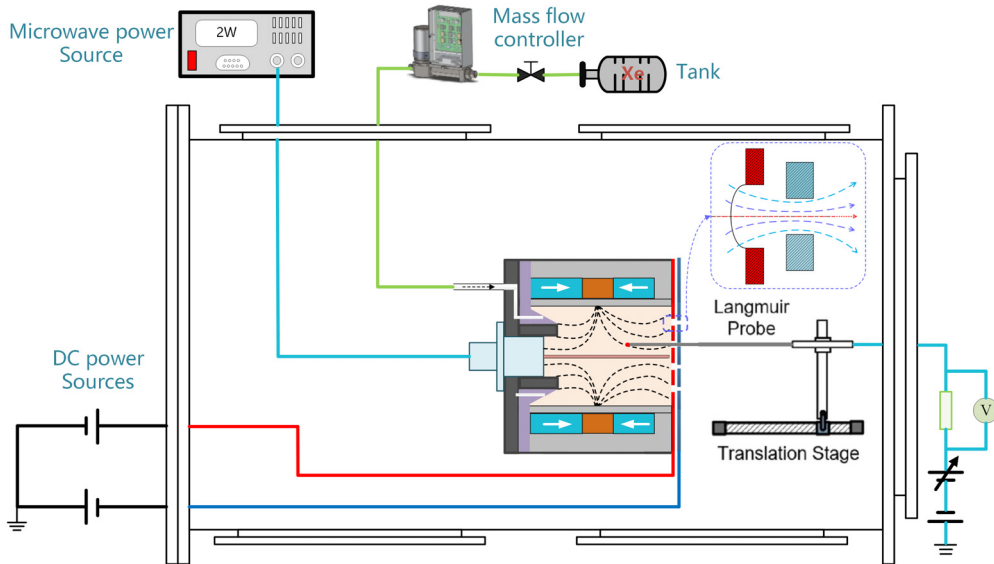 Microwave power
Source
2W
Mass flow
controller
Xe
Tank
Langmuir
Probe
DC power
Sources
V
Translation Stage